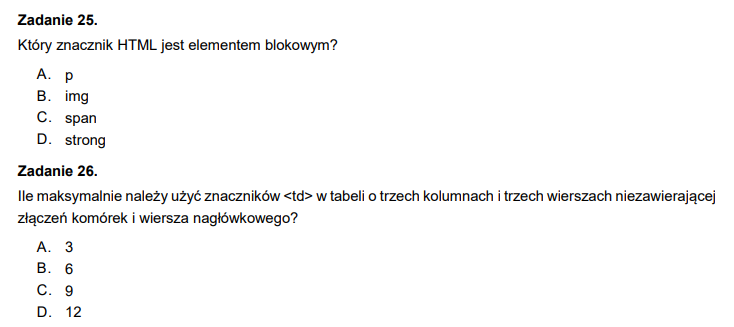 Zadanie 25.
Który znacznik HTML jest elementem blokowym?
A. p
B. img
C. span
D. strong
Zadanie 26.
Ile maksymalnie należy użyć znaczników <td> w tabeli o trzech kolumnach i trzech wierszach niezawierającej
złączeń komórek i wiersza nagłówkowego?
A. 3
B. 6
C. 9
D. 12